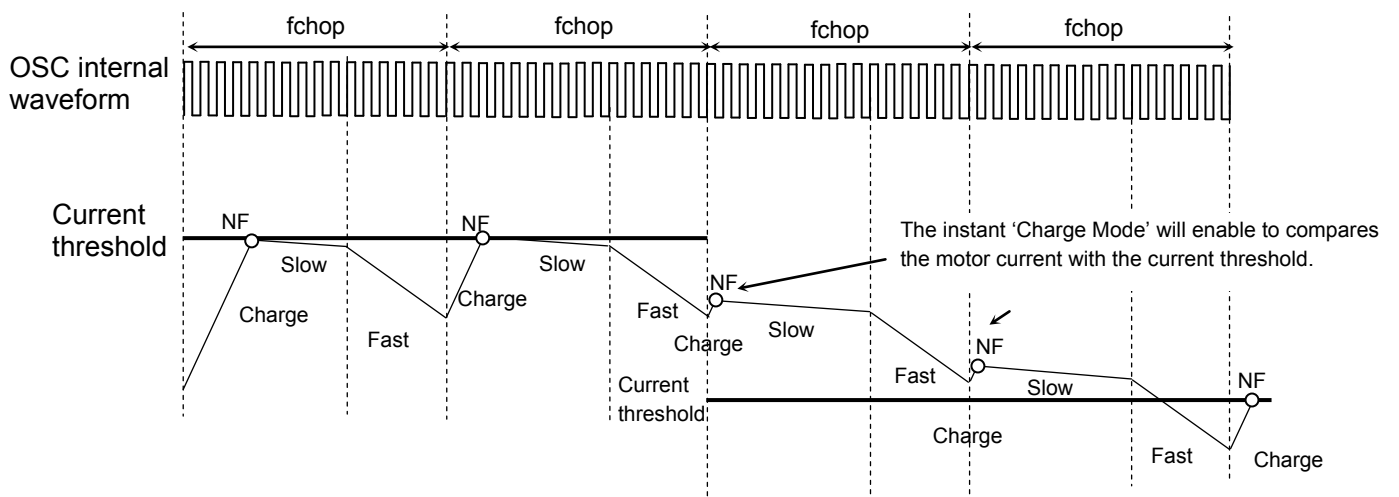 fchop
fchop
fchop
fchop
OSC internal
waveform
Current
threshold
NF
Slow
Charge
Fast
NF
Slow
Charge
Fast
The instant ‘Charge Mode’ will enable to compares
the motor current with the current threshold.
NF
Charge
Slow
Fast
Current
threshold
NF
Slow
Charge
Fast
NF
Charge